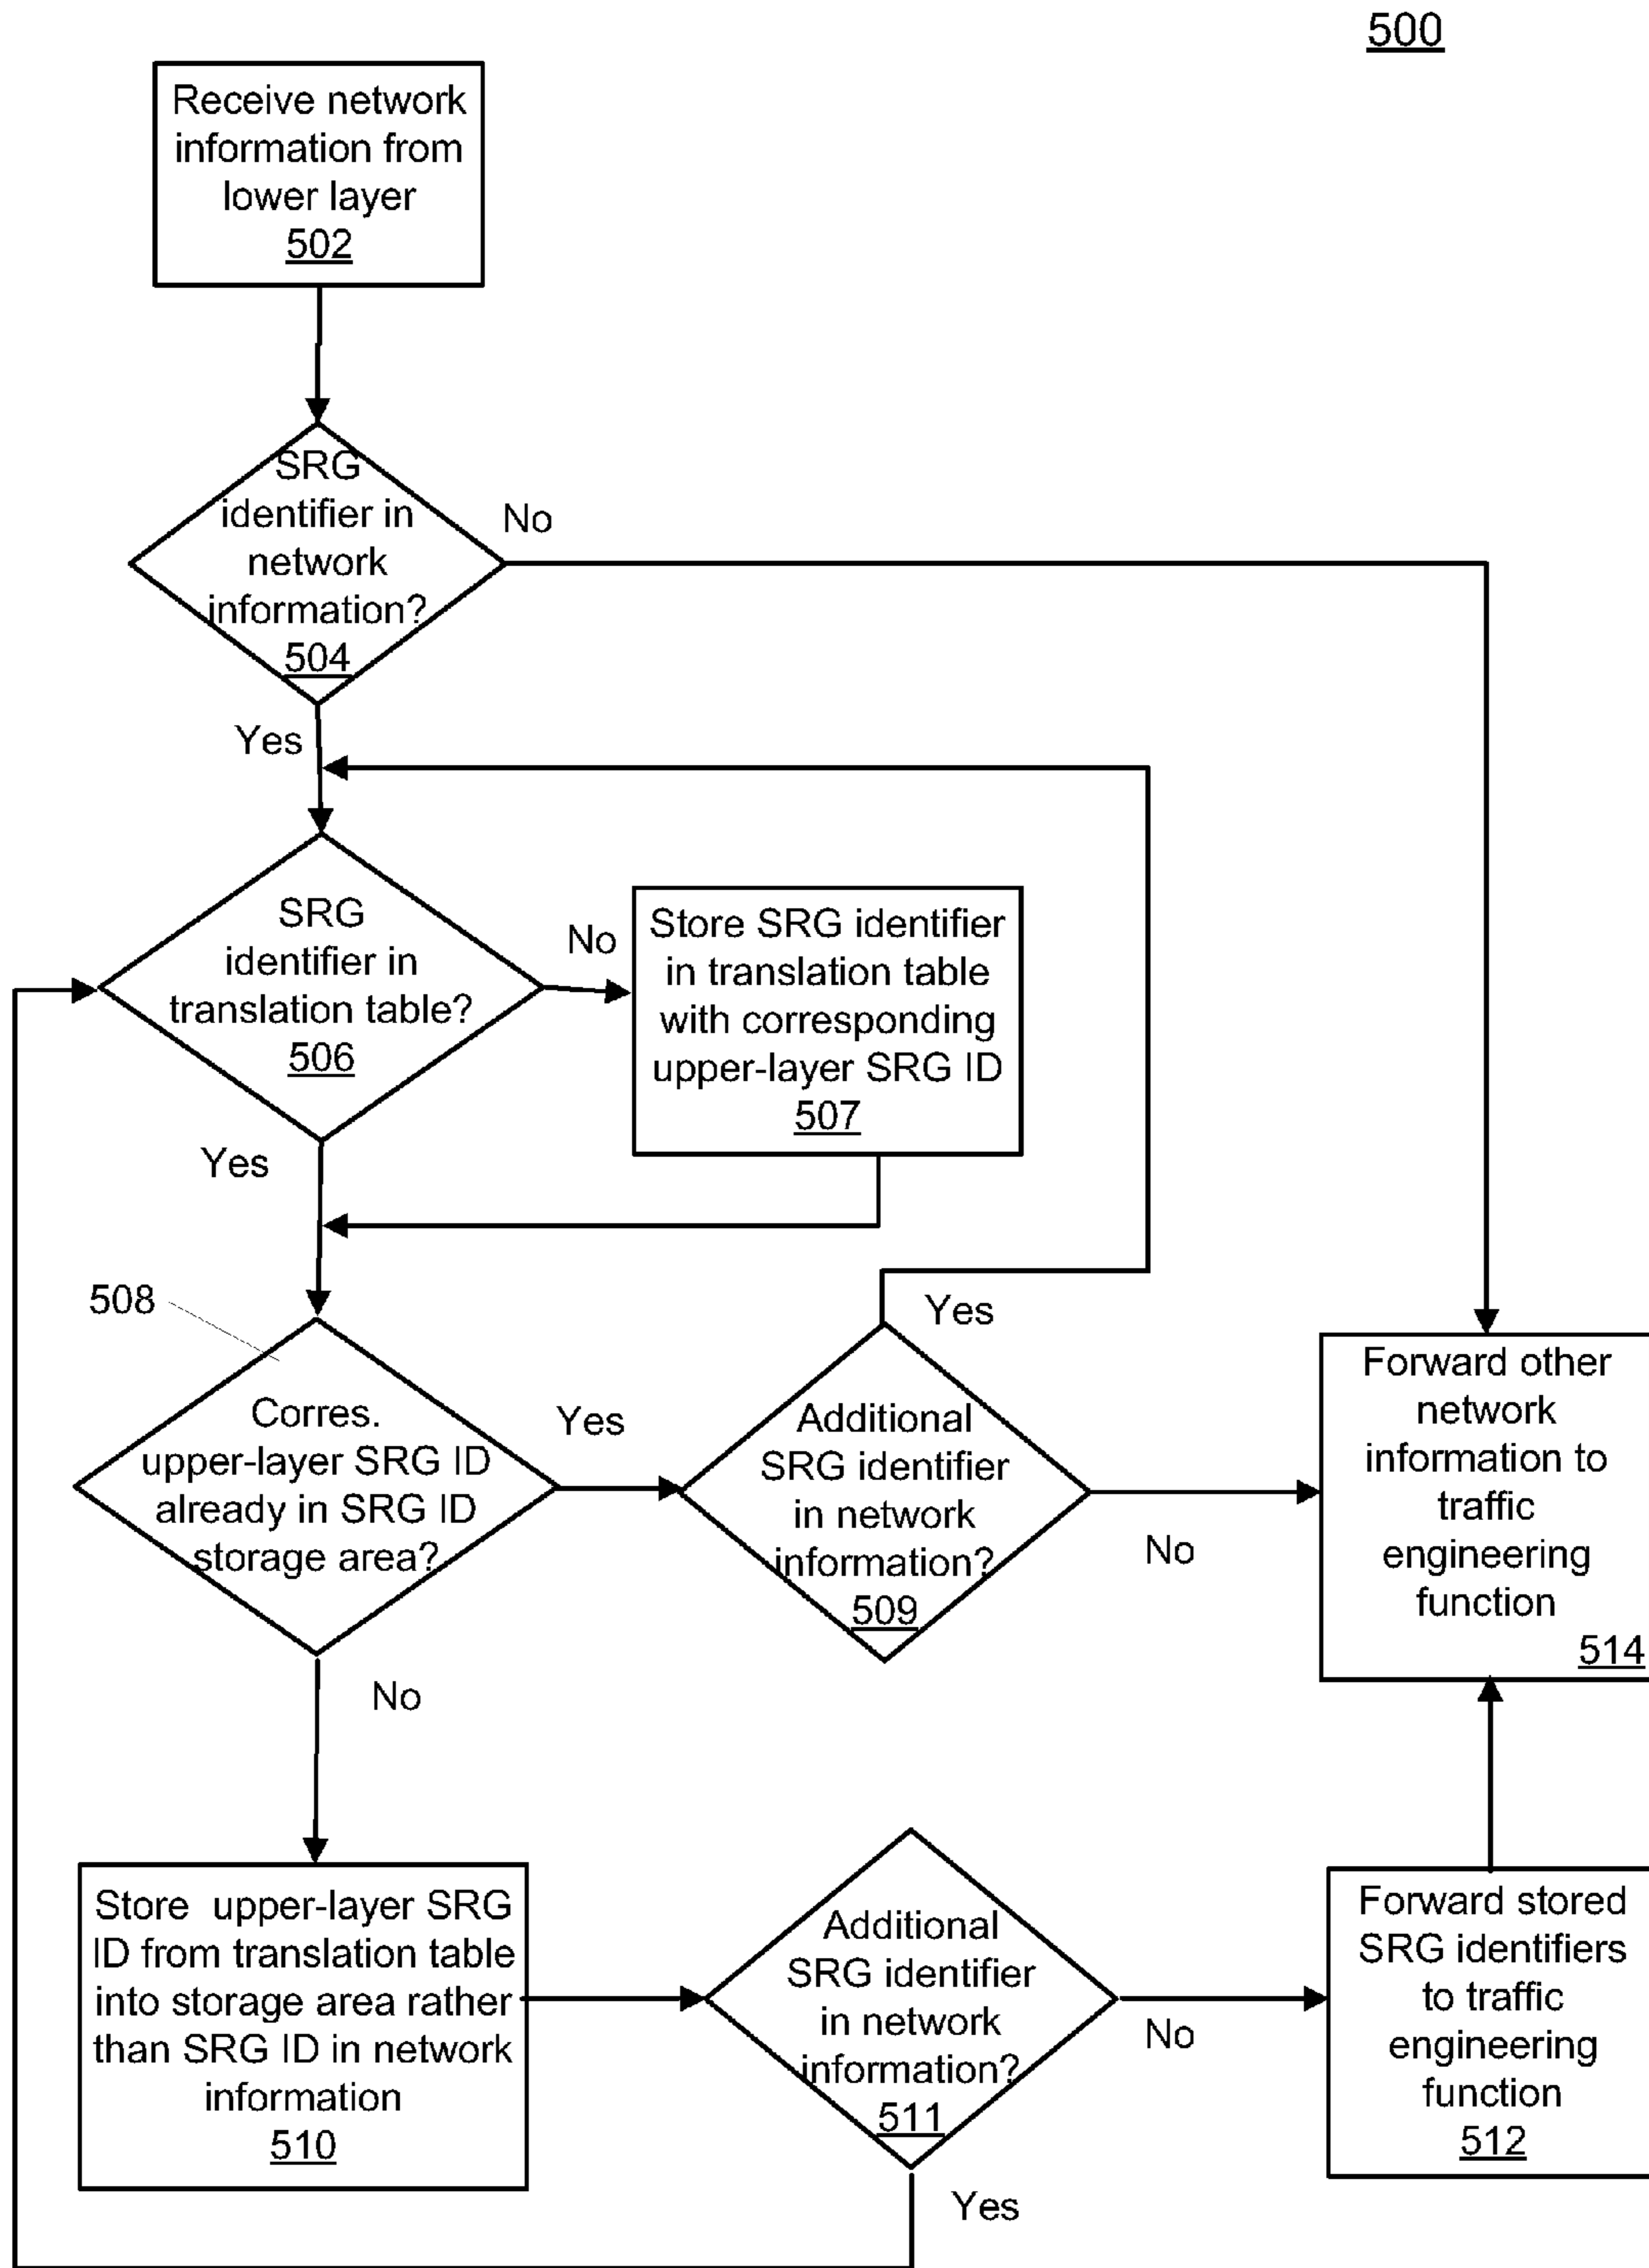 500
Receive network
information from
lower layer
502
SRG
identifier in
network
information?
504
No
Yes
SRG
identifier in
translation table?
506
No
Store SRG identifier
in translation table
with corresponding
upper-layer SRG ID
507
Yes
508
Corres.
upper-layer SRG ID
already in SRG ID
storage area?
Yes
Additional
SRG identifier
in network
information?
509
Yes
No
Forward other
network
information to
traffic
engineering
function
514
No
Store upper-layer SRG
ID from translation table
into storage area rather
than SRG ID in network
information
510
Additional
SRG identifier
in network
information?
511
No
Yes
Forward stored
SRG identifiers
to traffic
engineering
function
512